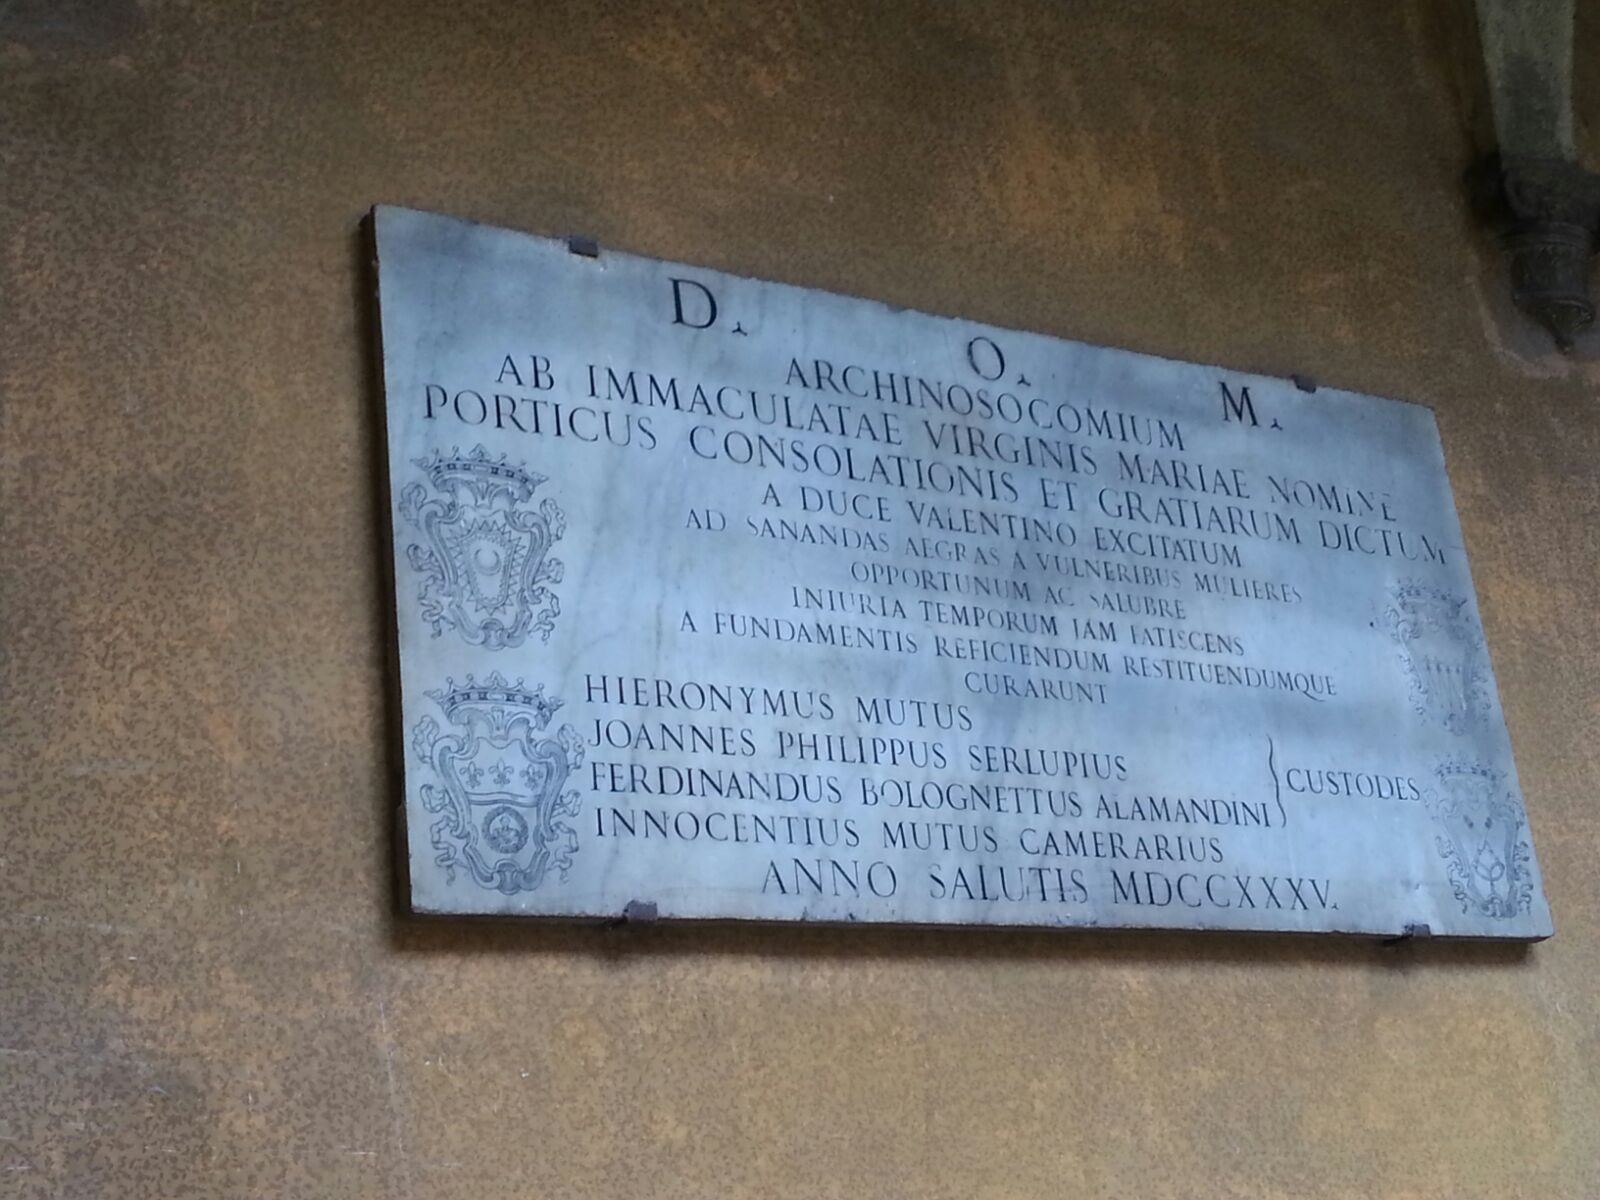 D. O. M.
ARCHINOSOCOMIUM
AB IMMACULATAE VIRGINIS MARIAE NOMINE
PORTICUS CONSOLATIONIS ET GRATIARUM DICTUM
A DUCE VALENTINO EXCITATUM
AD SANANDAS AEGRAS A VULNERIBUS MULIERES
OPPORTUNUM AC SALUBRE
INIURIA TEMPORUM IAM FATISCENS
A FUNDAMENTIS REFICIENDUM RESTITUENDUMQUE
CURARUNT
HIERONYMUS MUTUS
JOANNES PHILIPPUS SERLUPIUS
FERDINANDUS BOLOGNETTUS ALAMANDINI
CUSTODES
INNOCENTIUS MUTUS CAMERARIUS
ANNO SALUTIS MDCCXXXV.